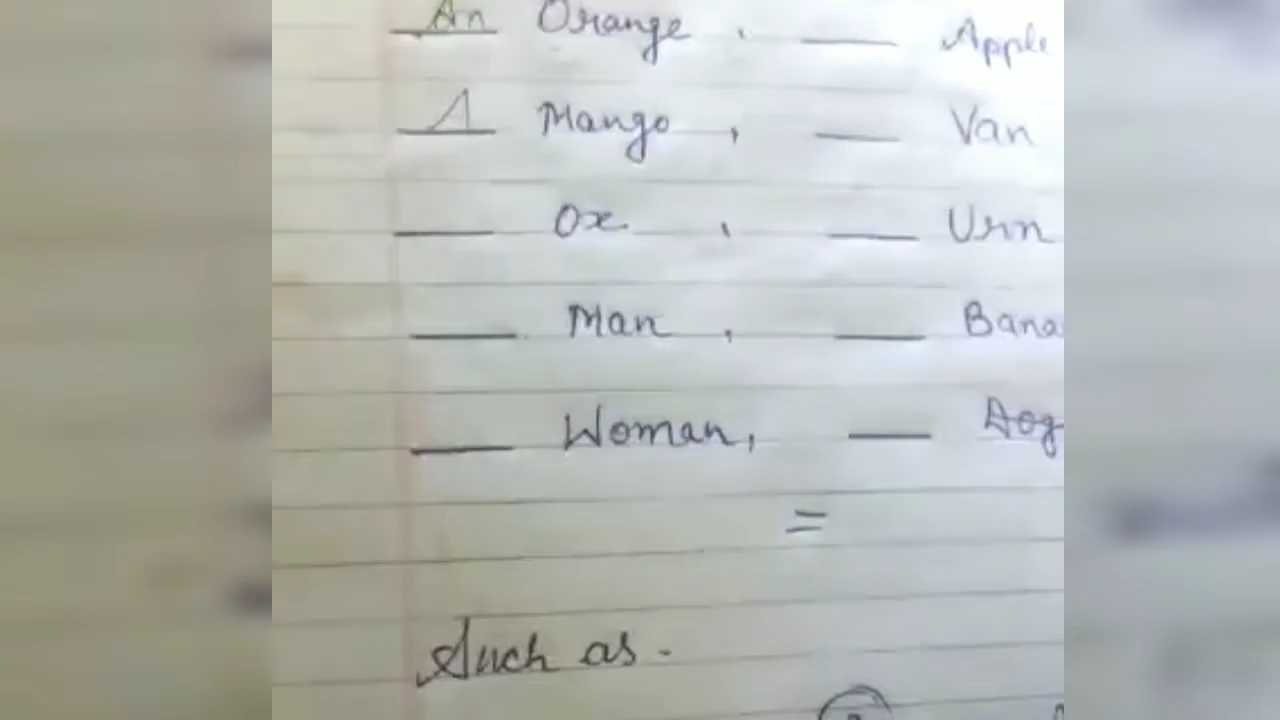 An Orange , ___ Apple
A Mango , ___ Van
___ Ox , ___ Urn
___ Man , ___ Bana
___ Woman, ___ Dog
=
Such as -